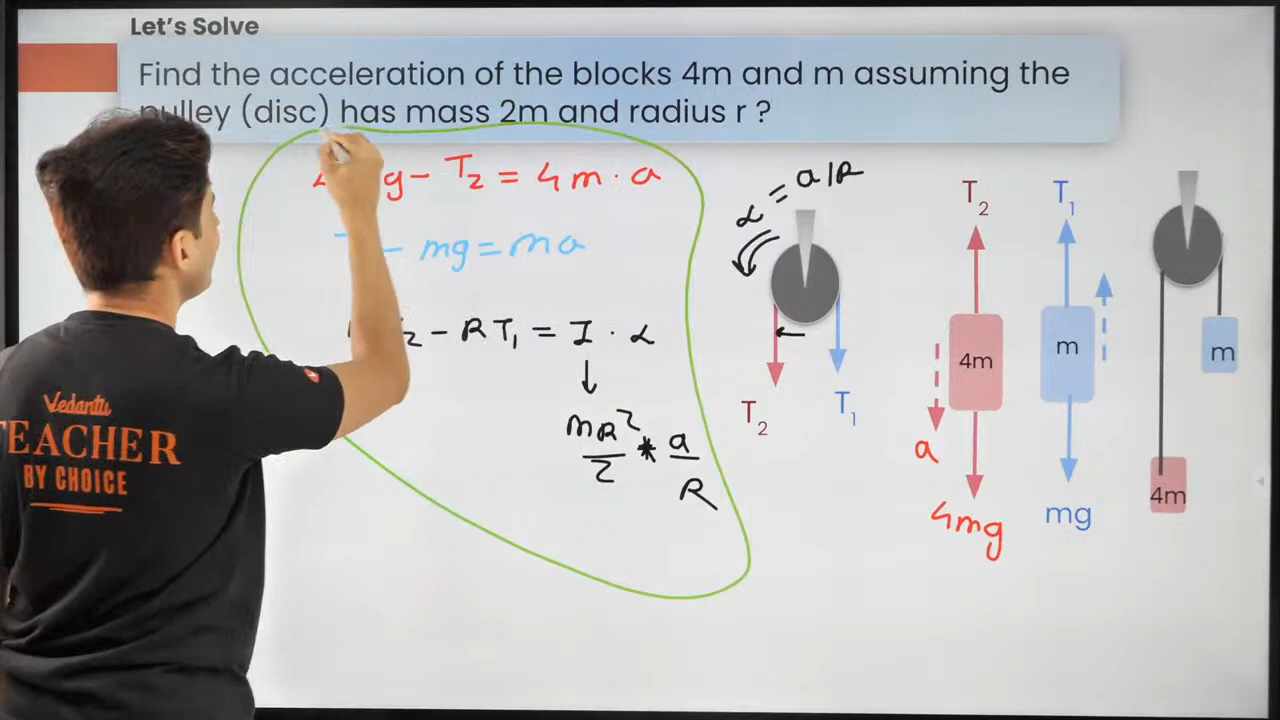 Let's Solve
Find the acceleration of the blocks 4m and m assuming the
pulley (disc) has mass 2m and radius r ?
g - T2 = 4m · a
- mg = ma
2 - RT1 = I · α
mR²/2 * a/R
α = a/R
T2
T1
T2
T1
4m
m
a
4mg
mg
m
4m
Vedantu
TEACHER
BY CHOICE